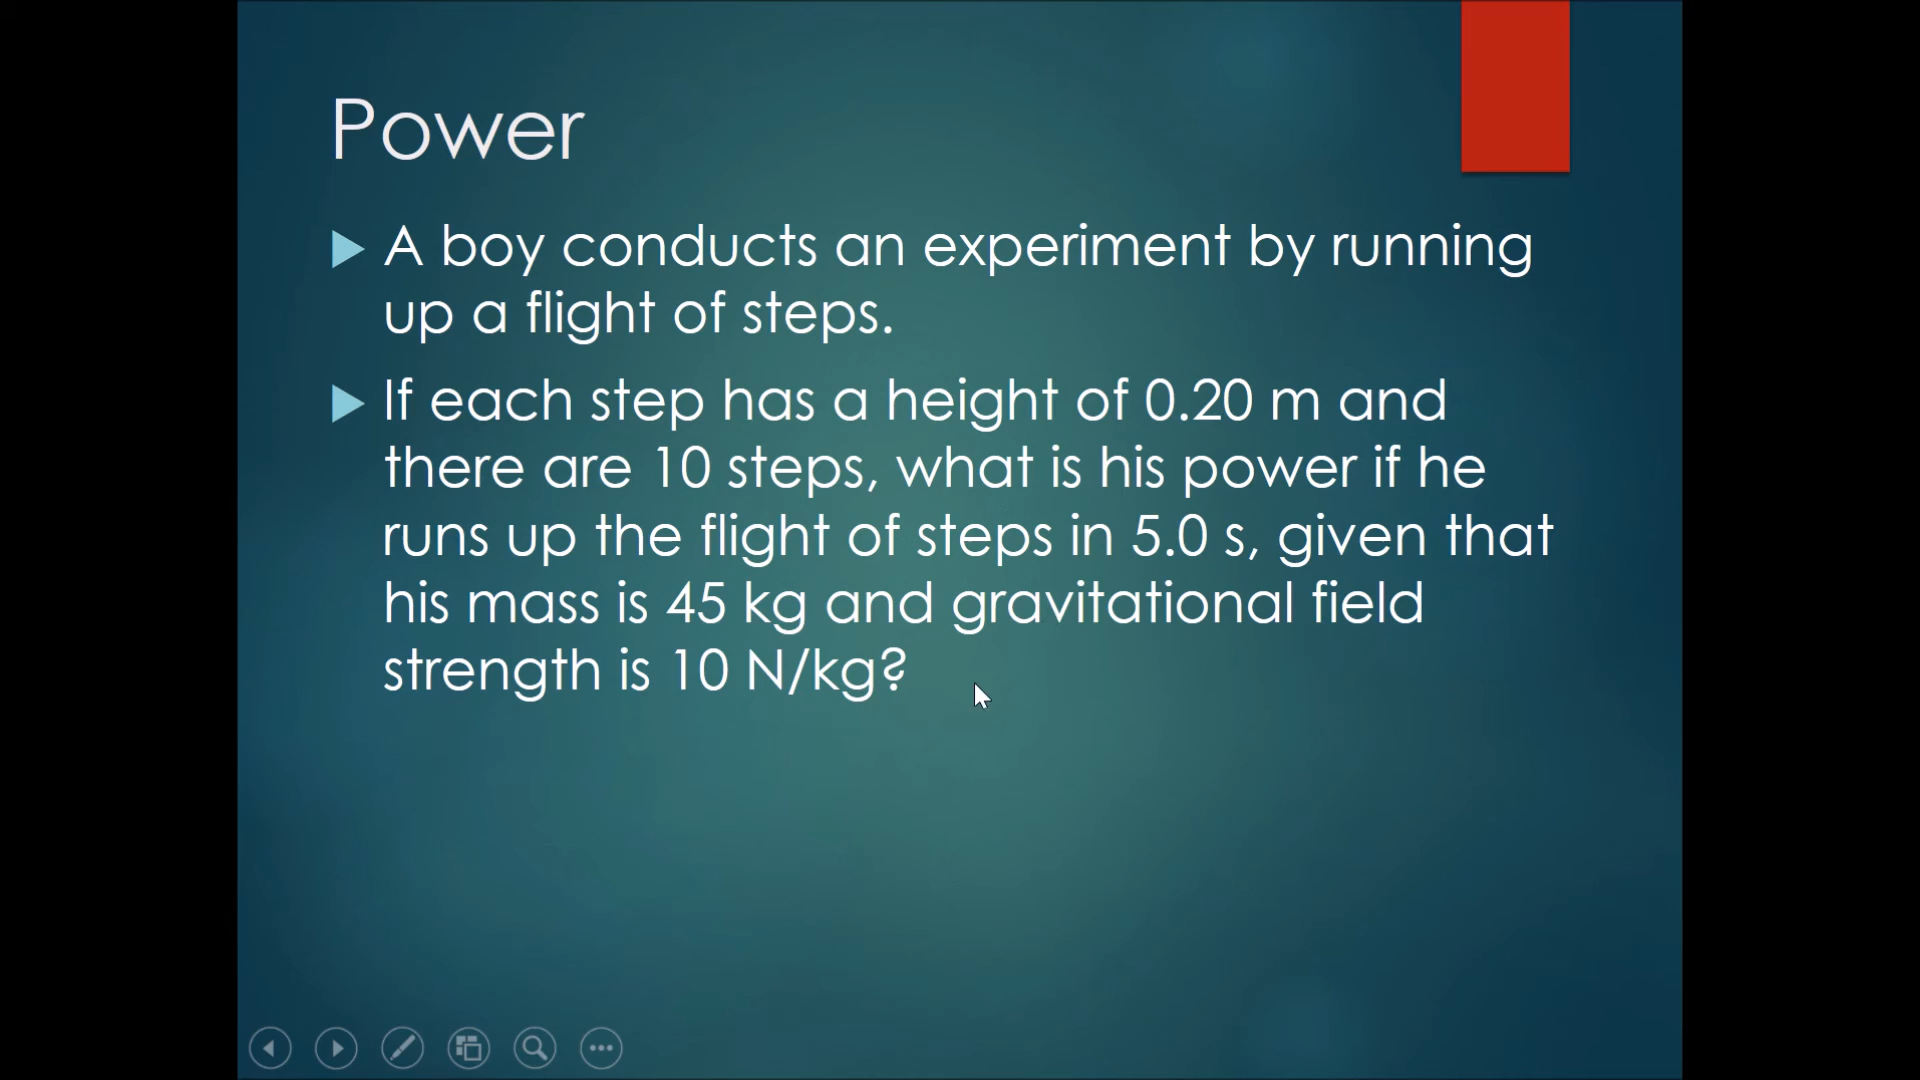 Power
A boy conducts an experiment by running
up a flight of steps.
If each step has a height of 0.20 m and
there are 10 steps, what is his power if he
runs up the flight of steps in 5.0 s, given that
his mass is 45 kg and gravitational field
strength is 10 N/kg?